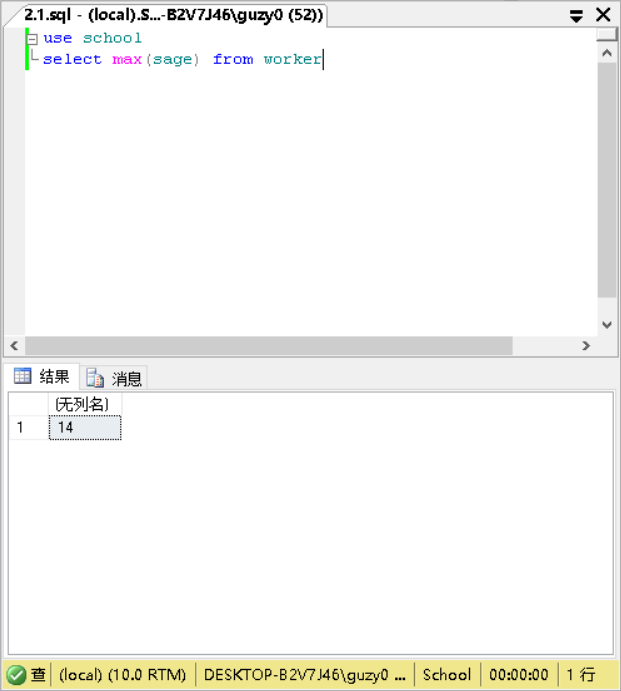 2.1.sql - (local).S...-B2V7J46\guzy0 (52))
use school
select max(sage) from worker
结果 消息
(无列名)
1 14
查 (local) (10.0 RTM) DESKTOP-B2V7J46\guzy0 ... School 00:00:00 1 行